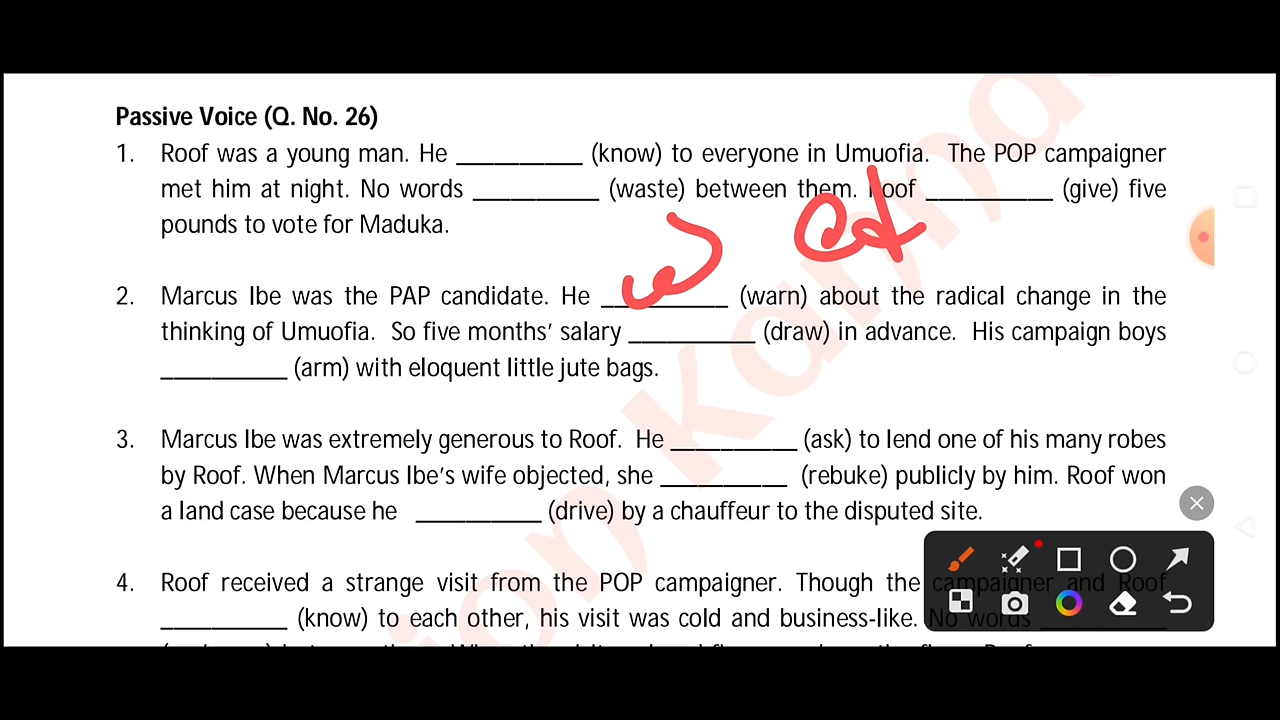 Passive Voice (Q. No. 26)
1. Roof was a young man. He __________ (know) to everyone in Umuofia. The POP campaigner
met him at night. No words __________ (waste) between them. Roof __________ (give) five
pounds to vote for Maduka.
2. Marcus Ibe was the PAP candidate. He __________ (warn) about the radical change in the
thinking of Umuofia. So five months' salary __________ (draw) in advance. His campaign boys
__________ (arm) with eloquent little jute bags.
3. Marcus Ibe was extremely generous to Roof. He __________ (ask) to lend one of his many robes
by Roof. When Marcus Ibe's wife objected, she __________ (rebuke) publicly by him. Roof won
a land case because he __________ (drive) by a chauffeur to the disputed site.
4. Roof received a strange visit from the POP campaigner. Though the campaigner and Roof
__________ (know) to each other, his visit was cold and business-like. No words __________